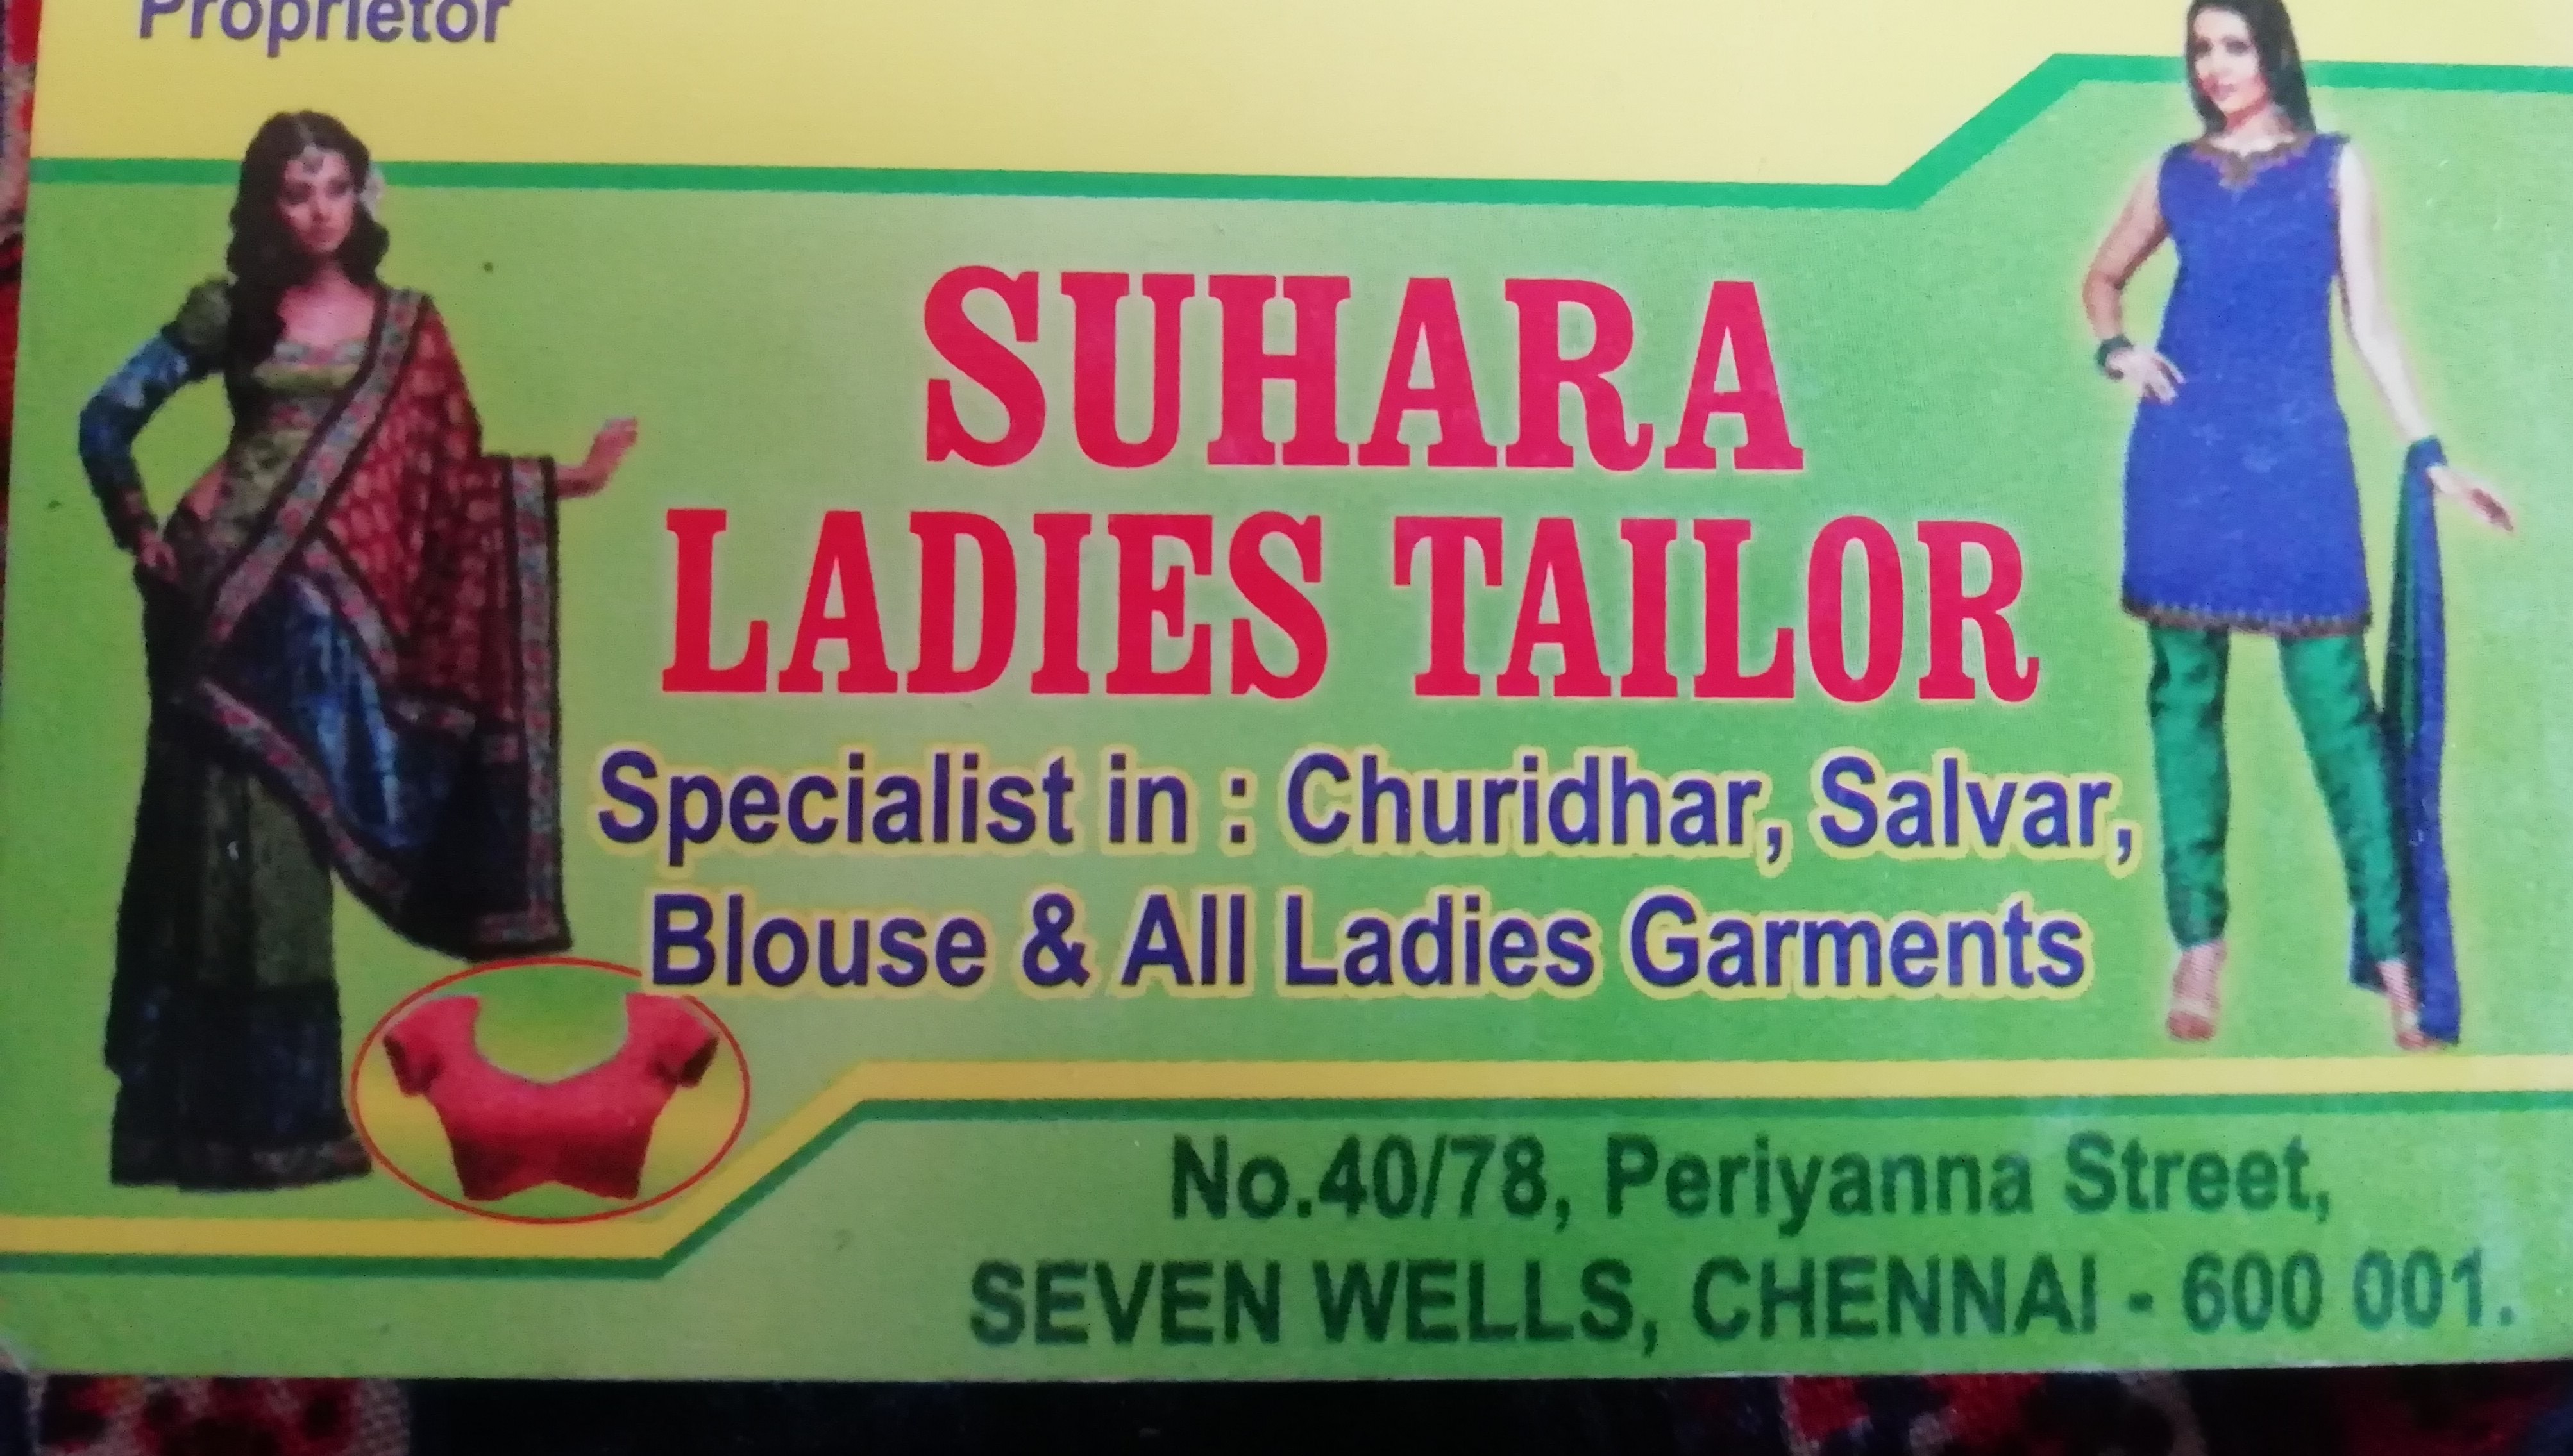 Proprietor
SUHARA
LADIES TAILOR
Specialist in : Churidhar, Salvar,
Blouse & All Ladies Garments
No.40/78, Periyanna Street,
SEVEN WELLS, CHENNAI - 600 001.